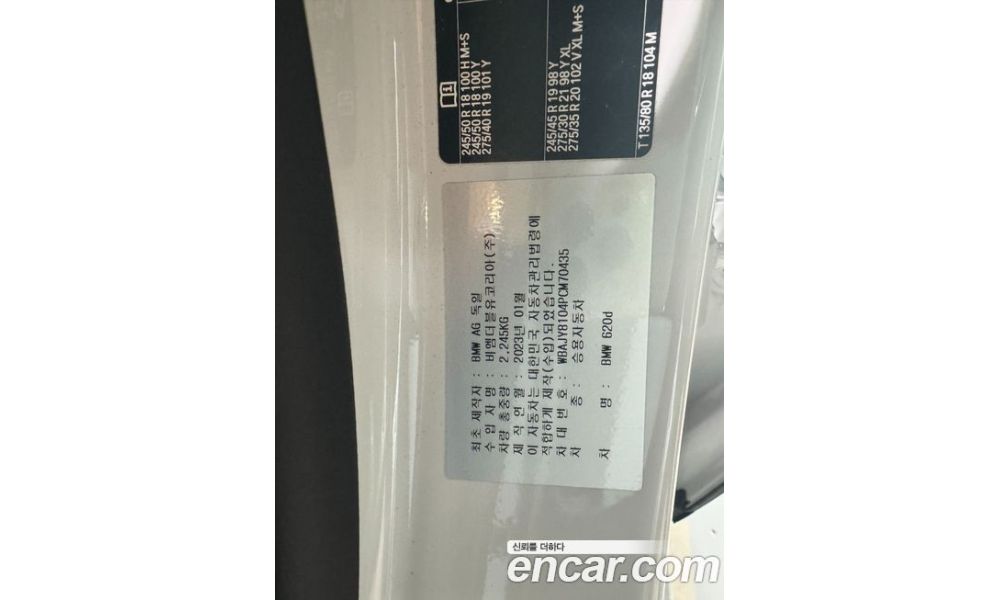 245/50 R 18 100 H M+S
245/50 R 18 100 Y
275/40 R 19 101 Y
245/45 R 19 98 Y
275/30 R 21 98 Y XL
275/35 R 20 102 V XL M+S
T 135/80 R 18 104 M
최초 제작자 : BMW AG 독일
수입 자명 : 비엠더블유코리아(주)
차량 총중량 : 2,245KG
제작 연월 : 2023년 01월
이 자동차는 대한민국 자동차관리법령에
적합하게 제작(수입)되었습니다.
차대번호 : WBAJY8104PCM70435
차 종 : 승용자동차
차 명 : BMW 620d
신뢰를 더하다
encar.com